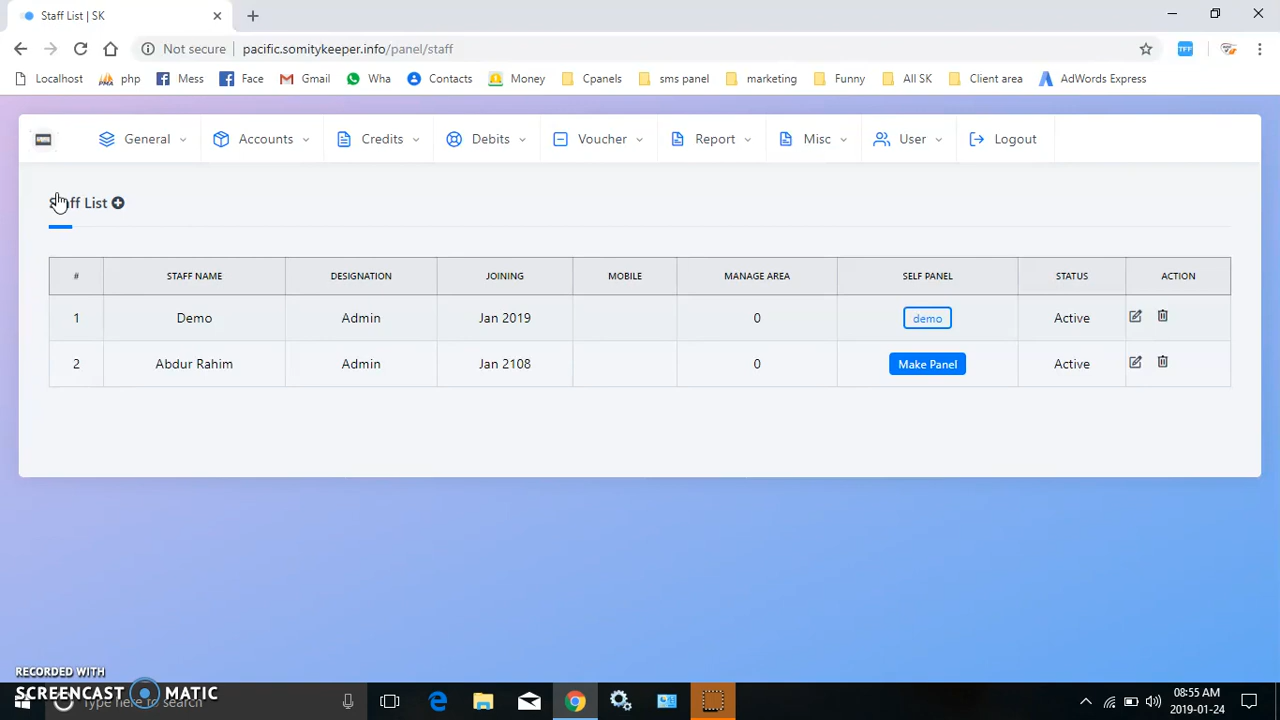 Staff List | SK
Not secure pacific.somitykeeper.info/panel/staff
TFF
Localhost php Mess Face Gmail Wha Contacts Money Cpanels sms panel marketing Funny All SK Client area AdWords Express
General Accounts Credits Debits Voucher Report Misc User Logout
Staff List
# STAFF NAME DESIGNATION JOINING MOBILE MANAGE AREA SELF PANEL STATUS ACTION
1 Demo Admin Jan 2019 0 demo Active
2 Abdur Rahim Admin Jan 2108 0 Make Panel Active
RECORDED WITH
SCREENCAST MATIC
Type here to search
08:55 AM
2019-01-24